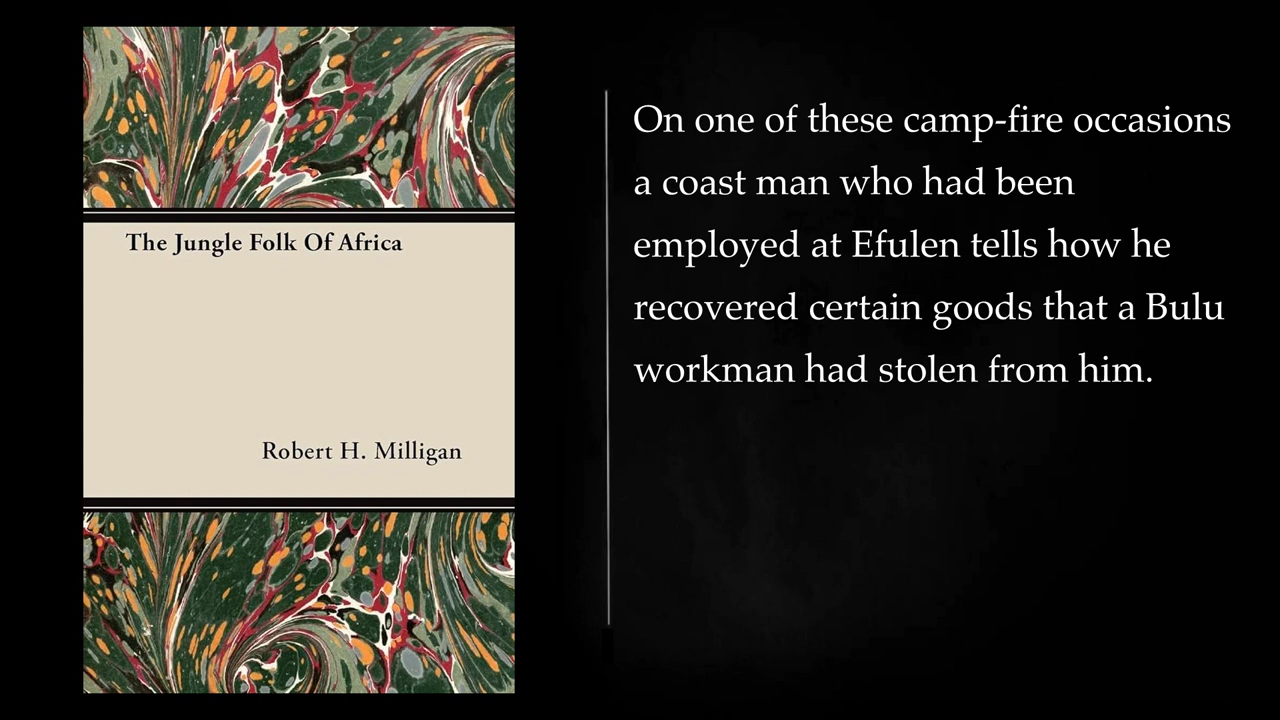 The Jungle Folk Of Africa
Robert H. Milligan
On one of these camp-fire occasions
a coast man who had been
employed at Efulen tells how he
recovered certain goods that a Bulu
workman had stolen from him.